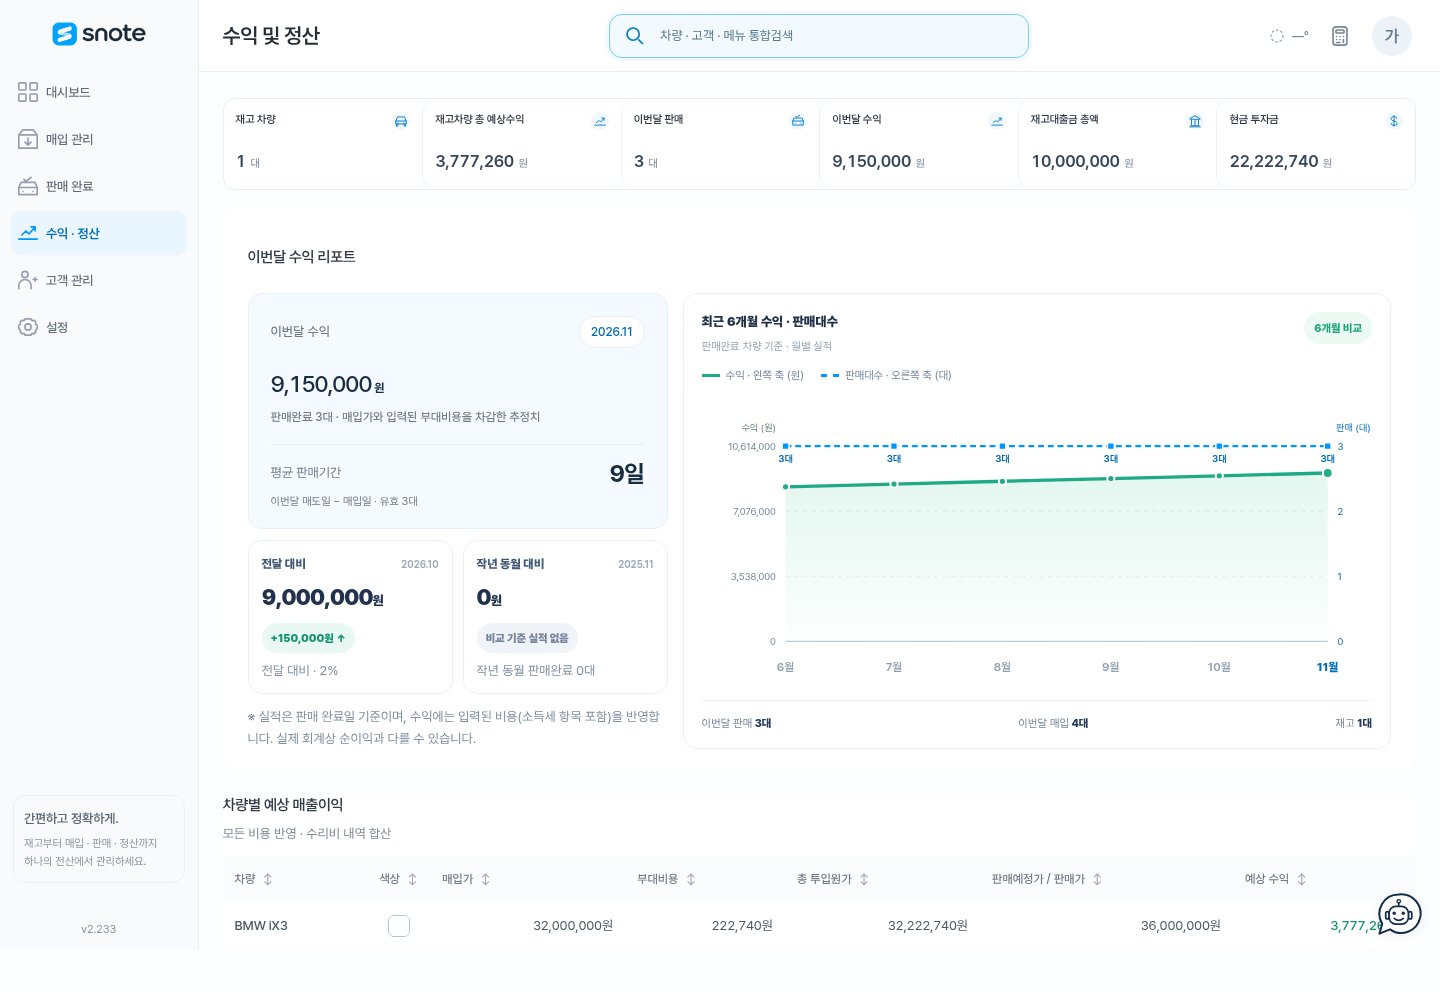 snote
수익 및 정산
차량 · 고객 · 메뉴 통합검색
—°
가
대시보드
매입 관리
판매 완료
수익 · 정산
고객 관리
설정
간편하고 정확하게.
재고부터 매입 · 판매 · 정산까지
하나의 전산에서 관리하세요.
v2.233
재고 차량
1 대
재고차량 총 예상수익
3,777,260 원
이번달 판매
3 대
이번달 수익
9,150,000 원
재고대출금 총액
10,000,000 원
현금 투자금
$
22,222,740 원
이번달 수익 리포트
이번달 수익
2026.11
9,150,000 원
판매완료 3대 · 매입가와 입력된 부대비용을 차감한 추정치
평균 판매기간
9일
이번달 매도일 − 매입일 · 유효 3대
전달 대비
2026.10
9,000,000원
+150,000원 ↑
전달 대비 · 2%
작년 동월 대비
2025.11
0원
비교 기준 실적 없음
작년 동월 판매완료 0대
※ 실적은 판매 완료일 기준이며, 수익에는 입력된 비용(소득세 항목 포함)을 반영합
니다. 실제 회계상 순이익과 다를 수 있습니다.
최근 6개월 수익 · 판매대수
6개월 비교
판매완료 차량 기준 · 월별 실적
수익 · 왼쪽 축 (원)
판매대수 · 오른쪽 축 (대)
수익 (원)
판매 (대)
10,614,000
3
3대 3대 3대 3대 3대 3대
7,076,000
2
3,538,000
1
0
0
6월 7월 8월 9월 10월 11월
이번달 판매 3대
이번달 매입 4대
재고 1대
차량별 예상 매출이익
모든 비용 반영 · 수리비 내역 합산
차량 색상 매입가 부대비용 총 투입원가 판매예정가 / 판매가 예상 수익
BMW iX3 32,000,000원 222,740원 32,222,740원 36,000,000원 3,777,26